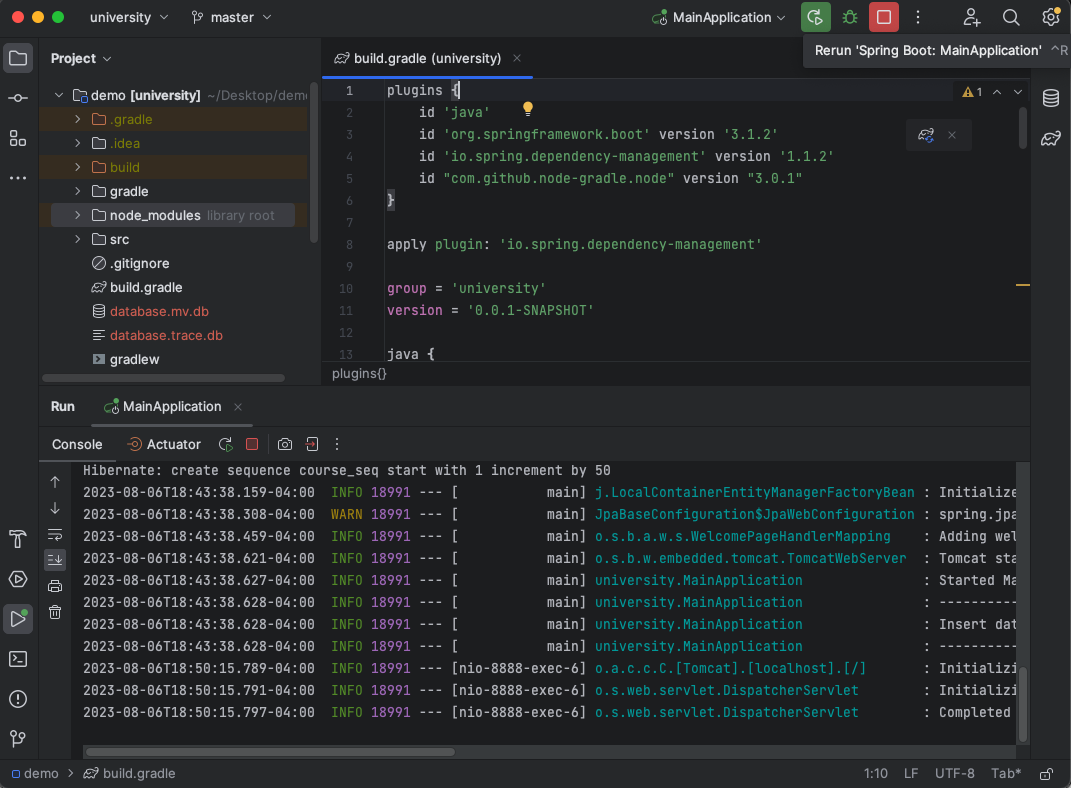 university
master
MainApplication
Rerun 'Spring Boot: MainApplication' ^R
Project
build.gradle (university)
demo [university] ~/Desktop/demo
.gradle
.idea
build
gradle
node_modules library root
src
.gitignore
build.gradle
database.mv.db
database.trace.db
gradlew
1 plugins {
1
2 id 'java'
3 id 'org.springframework.boot' version '3.1.2'
4 id 'io.spring.dependency-management' version '1.1.2'
5 id "com.github.node-gradle.node" version "3.0.1"
6 }
7
8 apply plugin: 'io.spring.dependency-management'
9
10 group = 'university'
11 version = '0.0.1-SNAPSHOT'
12
13 java {
plugins{}
Run
MainApplication
Console
Actuator
Hibernate: create sequence course_seq start with 1 increment by 50
2023-08-06T18:43:38.159-04:00 INFO 18991 --- [ main] j.LocalContainerEntityManagerFactoryBean : Initialize
2023-08-06T18:43:38.308-04:00 WARN 18991 --- [ main] JpaBaseConfiguration$JpaWebConfiguration : spring.jpa
2023-08-06T18:43:38.459-04:00 INFO 18991 --- [ main] o.s.b.a.w.s.WelcomePageHandlerMapping : Adding wel
2023-08-06T18:43:38.621-04:00 INFO 18991 --- [ main] o.s.b.w.embedded.tomcat.TomcatWebServer : Tomcat sta
2023-08-06T18:43:38.627-04:00 INFO 18991 --- [ main] university.MainApplication : Started Ma
2023-08-06T18:43:38.628-04:00 INFO 18991 --- [ main] university.MainApplication : ----------
2023-08-06T18:43:38.628-04:00 INFO 18991 --- [ main] university.MainApplication : Insert dat
2023-08-06T18:43:38.628-04:00 INFO 18991 --- [ main] university.MainApplication : ----------
2023-08-06T18:50:15.789-04:00 INFO 18991 --- [nio-8888-exec-6] o.a.c.c.C.[Tomcat].[localhost].[/] : Initializi
2023-08-06T18:50:15.791-04:00 INFO 18991 --- [nio-8888-exec-6] o.s.web.servlet.DispatcherServlet : Initializi
2023-08-06T18:50:15.797-04:00 INFO 18991 --- [nio-8888-exec-6] o.s.web.servlet.DispatcherServlet : Completed
demo
build.gradle
1:10 LF UTF-8 Tab*